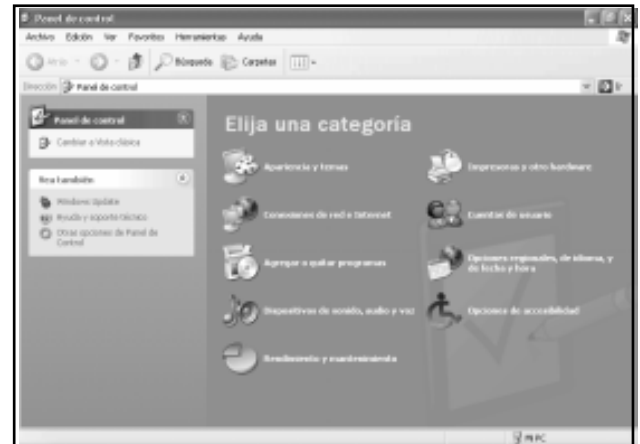 Panel de control
Archivo Edición Ver Favoritos Herramientas Ayuda
Atrás Búsqueda Carpetas
Dirección Panel de control Ir
Panel de control
Cambiar a Vista clásica
Vea también
Windows Update
Ayuda y soporte técnico
Otras opciones de Panel de
Control
Elija una categoría
Apariencia y temas
Impresoras y otro hardware
Conexiones de red e Internet
Cuentas de usuario
Agregar o quitar programas
Opciones regionales, de idioma, y
de fecha y hora
Dispositivos de sonido, audio y voz
Opciones de accesibilidad
Rendimiento y mantenimiento
Mi PC